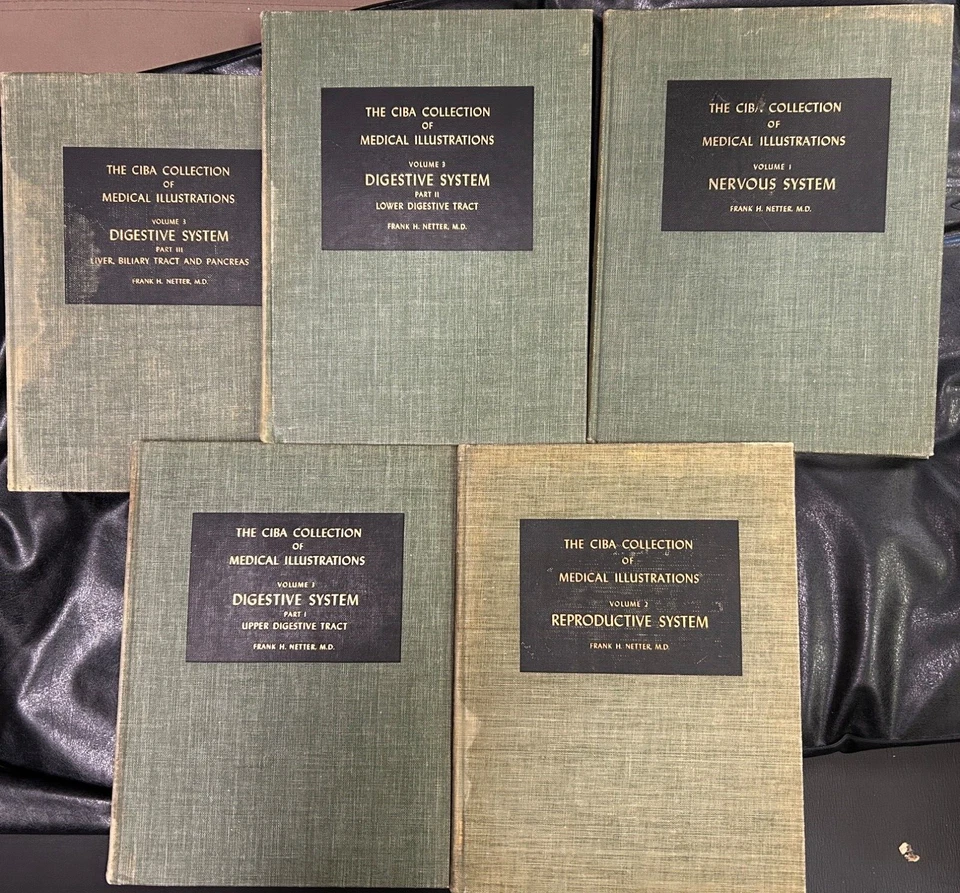 THE CIBA COLLECTION
OF
MEDICAL ILLUSTRATIONS
VOLUME 3
DIGESTIVE SYSTEM
PART III
LIVER, BILIARY TRACT AND PANCREAS
FRANK H. NETTER, M.D.
THE CIBA COLLECTION
OF
MEDICAL ILLUSTRATIONS
VOLUME 3
DIGESTIVE SYSTEM
PART II
LOWER DIGESTIVE TRACT
FRANK H. NETTER, M.D.
THE CIBA COLLECTION
OF
MEDICAL ILLUSTRATIONS
VOLUME 1
NERVOUS SYSTEM
FRANK H. NETTER, M.D.
THE CIBA COLLECTION
OF
MEDICAL ILLUSTRATIONS
VOLUME 3
DIGESTIVE SYSTEM
PART I
UPPER DIGESTIVE TRACT
FRANK H. NETTER, M.D.
THE CIBA COLLECTION
OF
MEDICAL ILLUSTRATIONS
VOLUME 2
REPRODUCTIVE SYSTEM
FRANK H. NETTER, M.D.